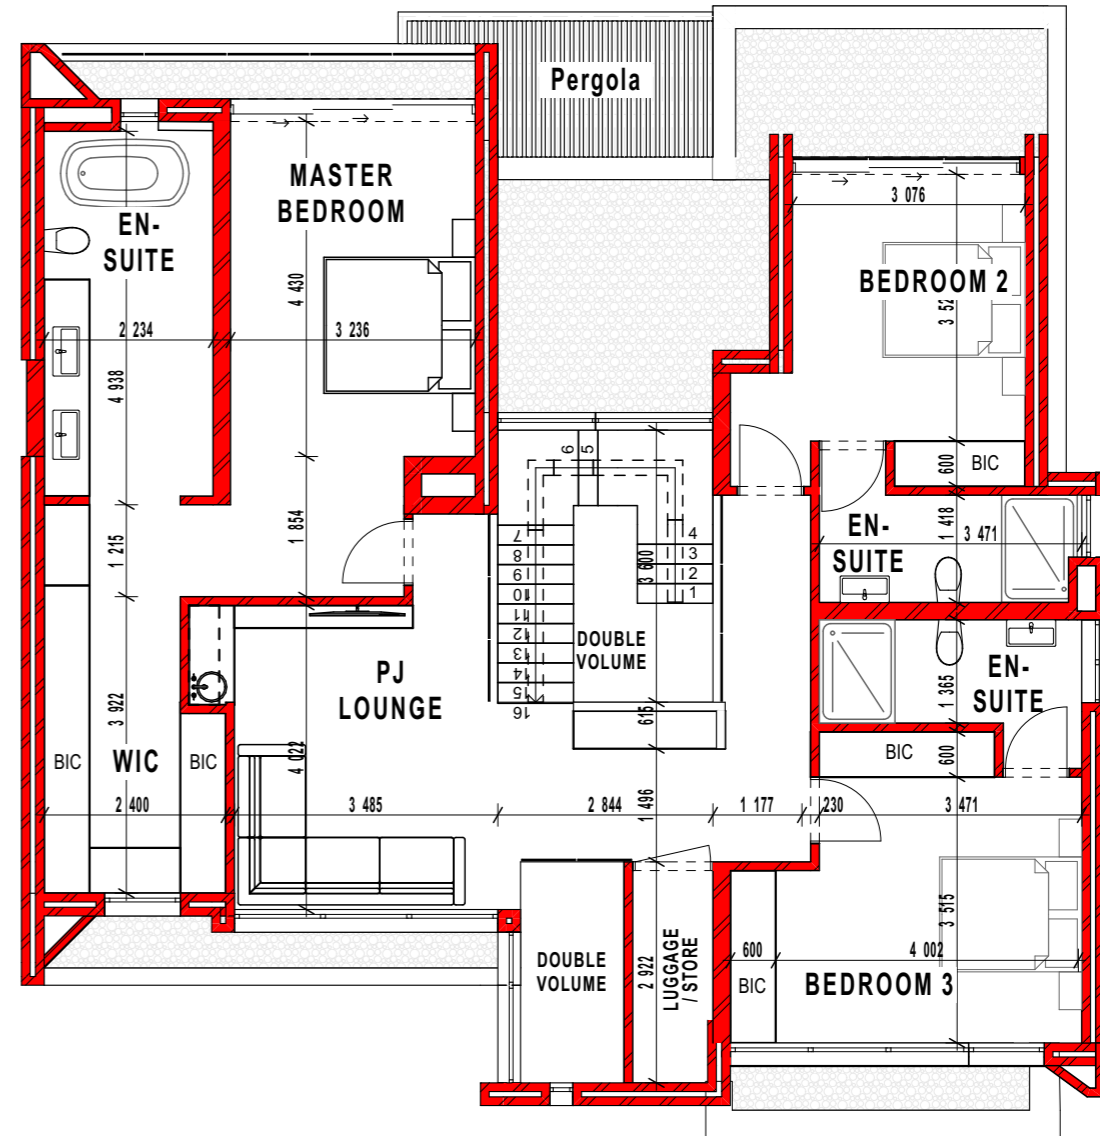 Pergola
MASTER
BEDROOM
EN-
SUITE
3 076
BEDROOM 2
4 430
3 52
2 234
3 236
4 938
6
5
600
BIC
1 854
1 215
7
8
9
10
11
12
13
14
15
16
4
3
2
1
3 600
EN-
SUITE
1 418
3 471
DOUBLE
VOLUME
PJ
LOUNGE
EN-
SUITE
1 365
3 922
4 022
615
BIC
WIC
BIC
BIC
600
2 400
3 485
2 844
1 496
1 177
230
3 471
3 515
DOUBLE
VOLUME
2 922
LUGGAGE
/ STORE
600
4 002
BIC
BEDROOM 3